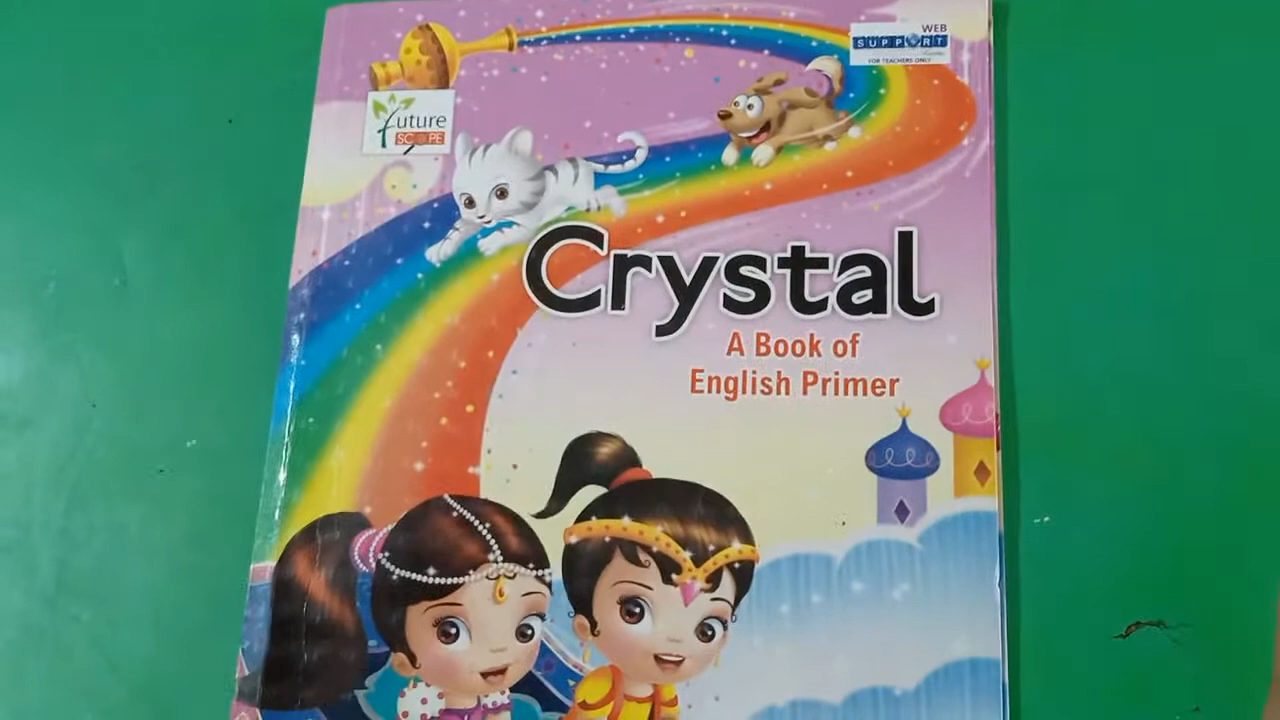 WEB
SUPPORT
FOR TEACHERS ONLY
Future
SCOPE
Crystal
A Book of
English Primer